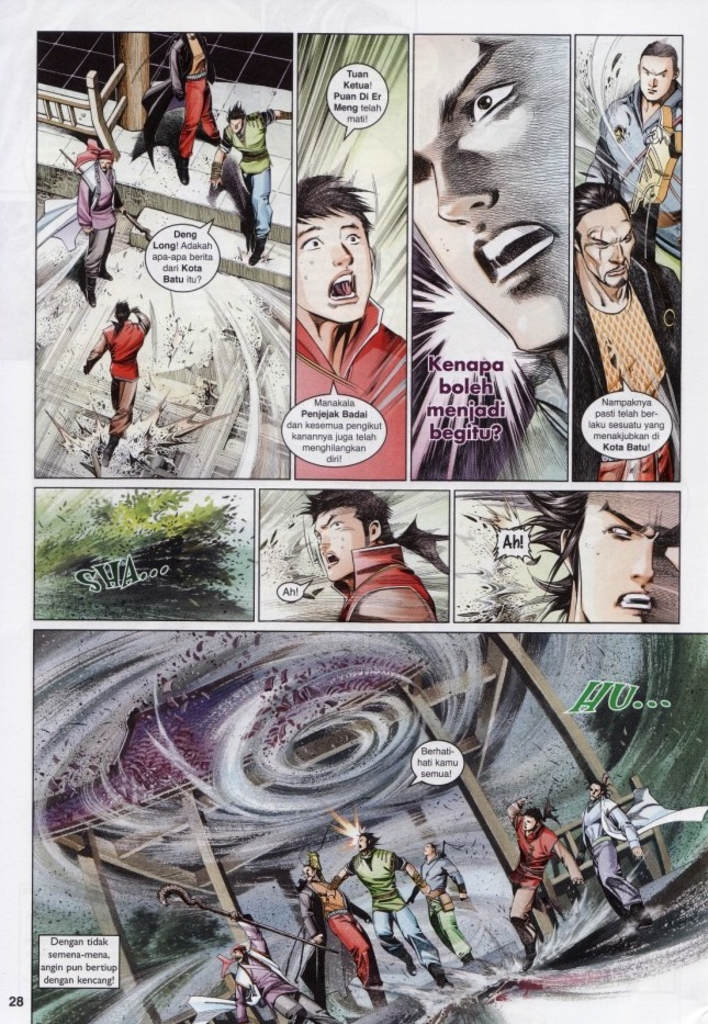 Deng
Long! Adakah
apa-apa berita
dari Kota
Batu itu?
Tuan
Ketua!
Puan Di Er
Meng telah
mati!
Manakala
Penjejak Badai
dan kesemua pengikut
kanannya juga telah
menghilangkan
diri!
Kenapa
boleh
menjadi
begitu?
Nampaknya
pasti telah ber-
laku sesuatu yang
menakjubkan di
Kota Batu!
SHA...
Ah!
Ah!
HU...
Berhati-
hati kamu
semua!
Dengan tidak
semena-mena,
angin pun bertiup
dengan kencang!
28